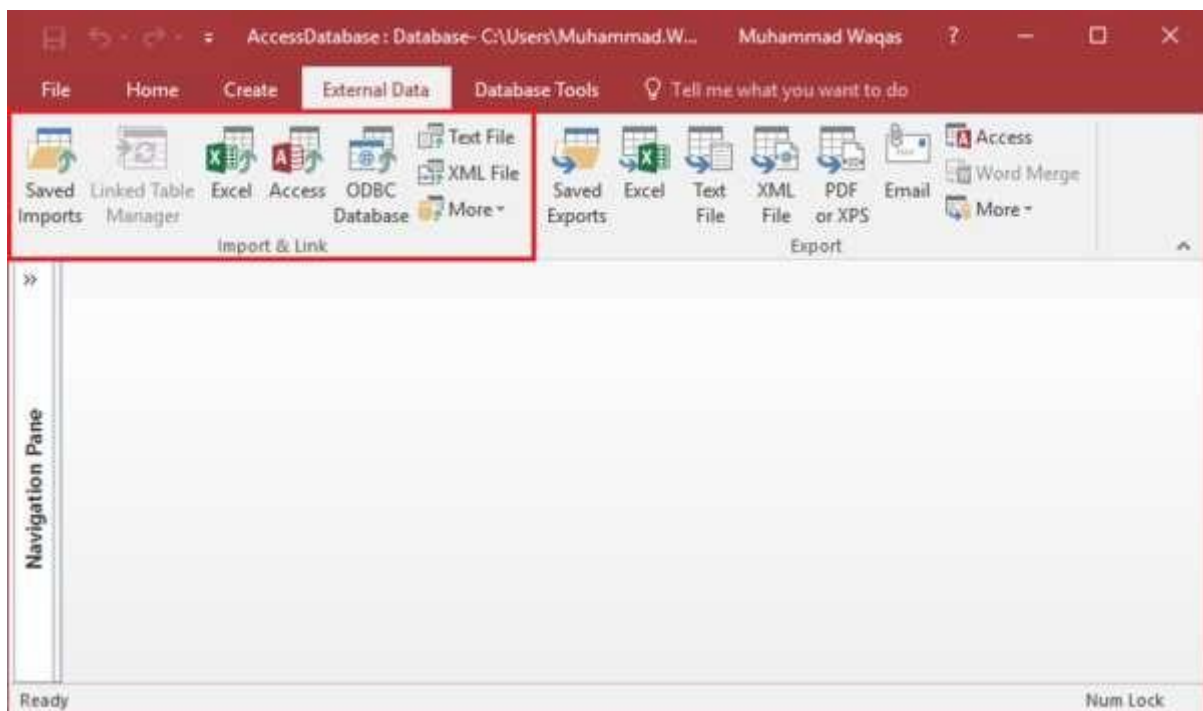 AccessDatabase : Database- C:\Users\Muhammad.W... Muhammad Waqas ?
File Home Create External Data Database Tools Tell me what you want to do
Saved Imports
Linked Table Manager
Excel
Access
ODBC Database
Text File
XML File
More
Import & Link
Saved Exports
Excel
Text File
XML File
PDF or XPS
Email
Access
Word Merge
More
Export
»
Navigation Pane
Ready Num Lock